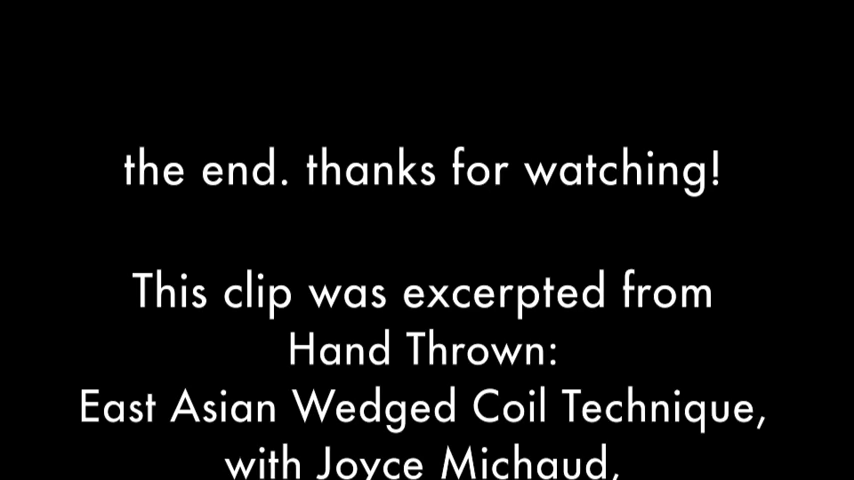 the end. thanks for watching!
This clip was excerpted from
Hand Thrown:
East Asian Wedged Coil Technique,
with Joyce Michaud,